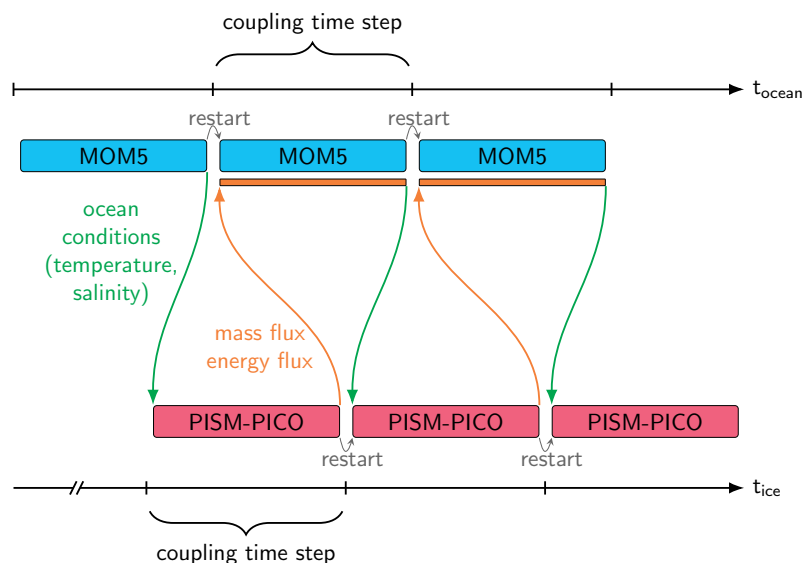 coupling time step
t_ocean
restart
restart
MOM5
MOM5
MOM5
ocean
conditions
(temperature,
salinity)
mass flux
energy flux
PISM-PICO
PISM-PICO
PISM-PICO
restart
restart
t_ice
coupling time step